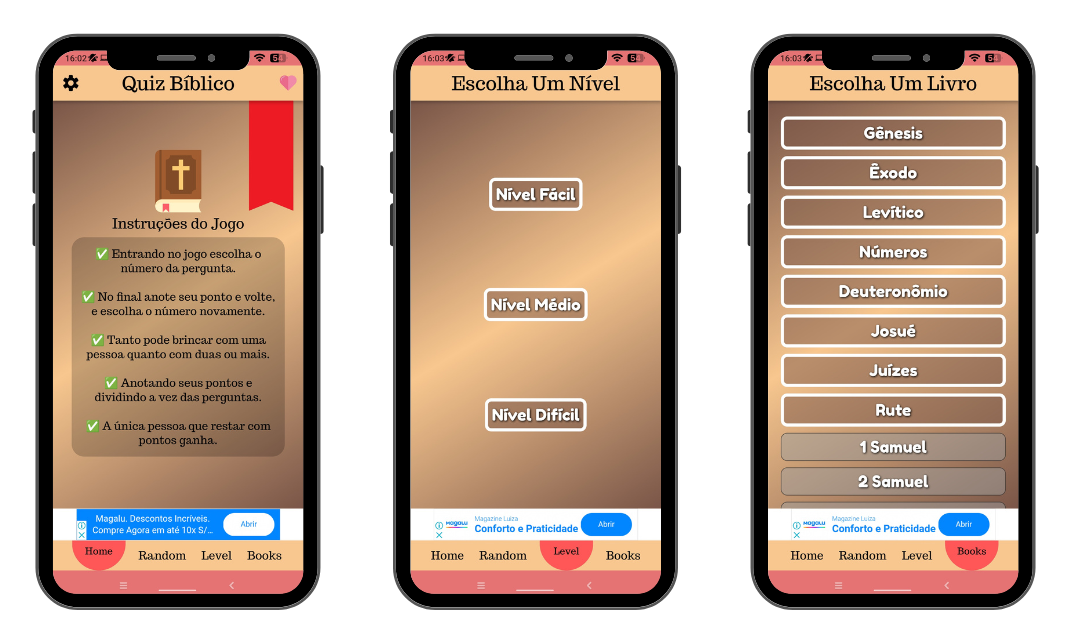 16:02
54
Quiz Bíblico
Instruções do Jogo
✅ Entrando no jogo escolha o
número da pergunta.
✅ No final anote seu ponto e volte,
e escolha o número novamente.
✅ Tanto pode brincar com uma
pessoa quanto com duas ou mais.
✅ Anotando seus pontos e
dividindo a vez das perguntas.
✅ A única pessoa que restar com
pontos ganha.
Magalu. Descontos Incríveis.
Compre Agora em até 10x S/...
Abrir
Home Random Level Books
16:03
54
Escolha Um Nível
Nível Fácil
Nível Médio
Nível Difícil
Magalu
Magazine Luiza
Conforto e Praticidade
Abrir
Home Random Level Books
16:03
54
Escolha Um Livro
Gênesis
Êxodo
Levítico
Números
Deuteronômio
Josué
Juízes
Rute
1 Samuel
2 Samuel
Magalu
Magazine Luiza
Conforto e Praticidade
Abrir
Home Random Level Books